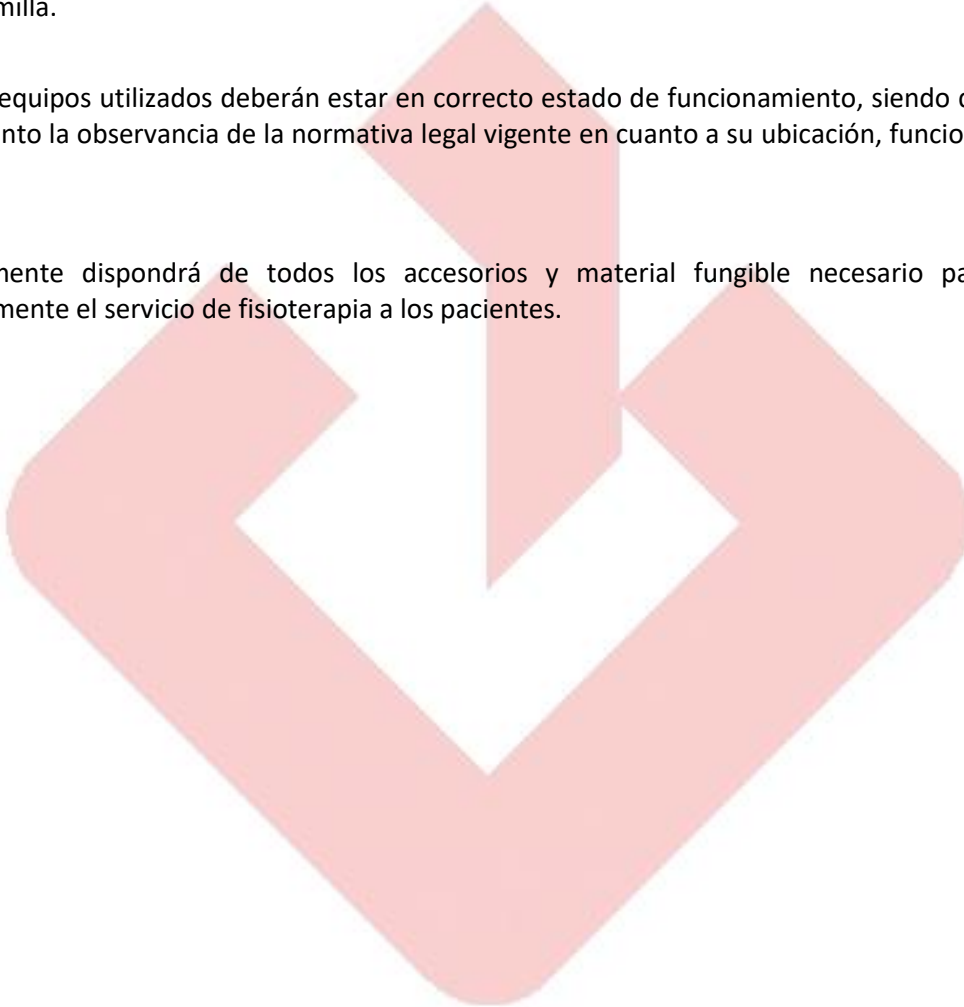 milla.
equipos utilizados deberán estar en correcto estado de funcionamiento, siendo
nto la observancia de la normativa legal vigente en cuanto a su ubicación, funcio
mente dispondrá de todos los accesorios y material fungible necesario pa
mente el servicio de fisioterapia a los pacientes.